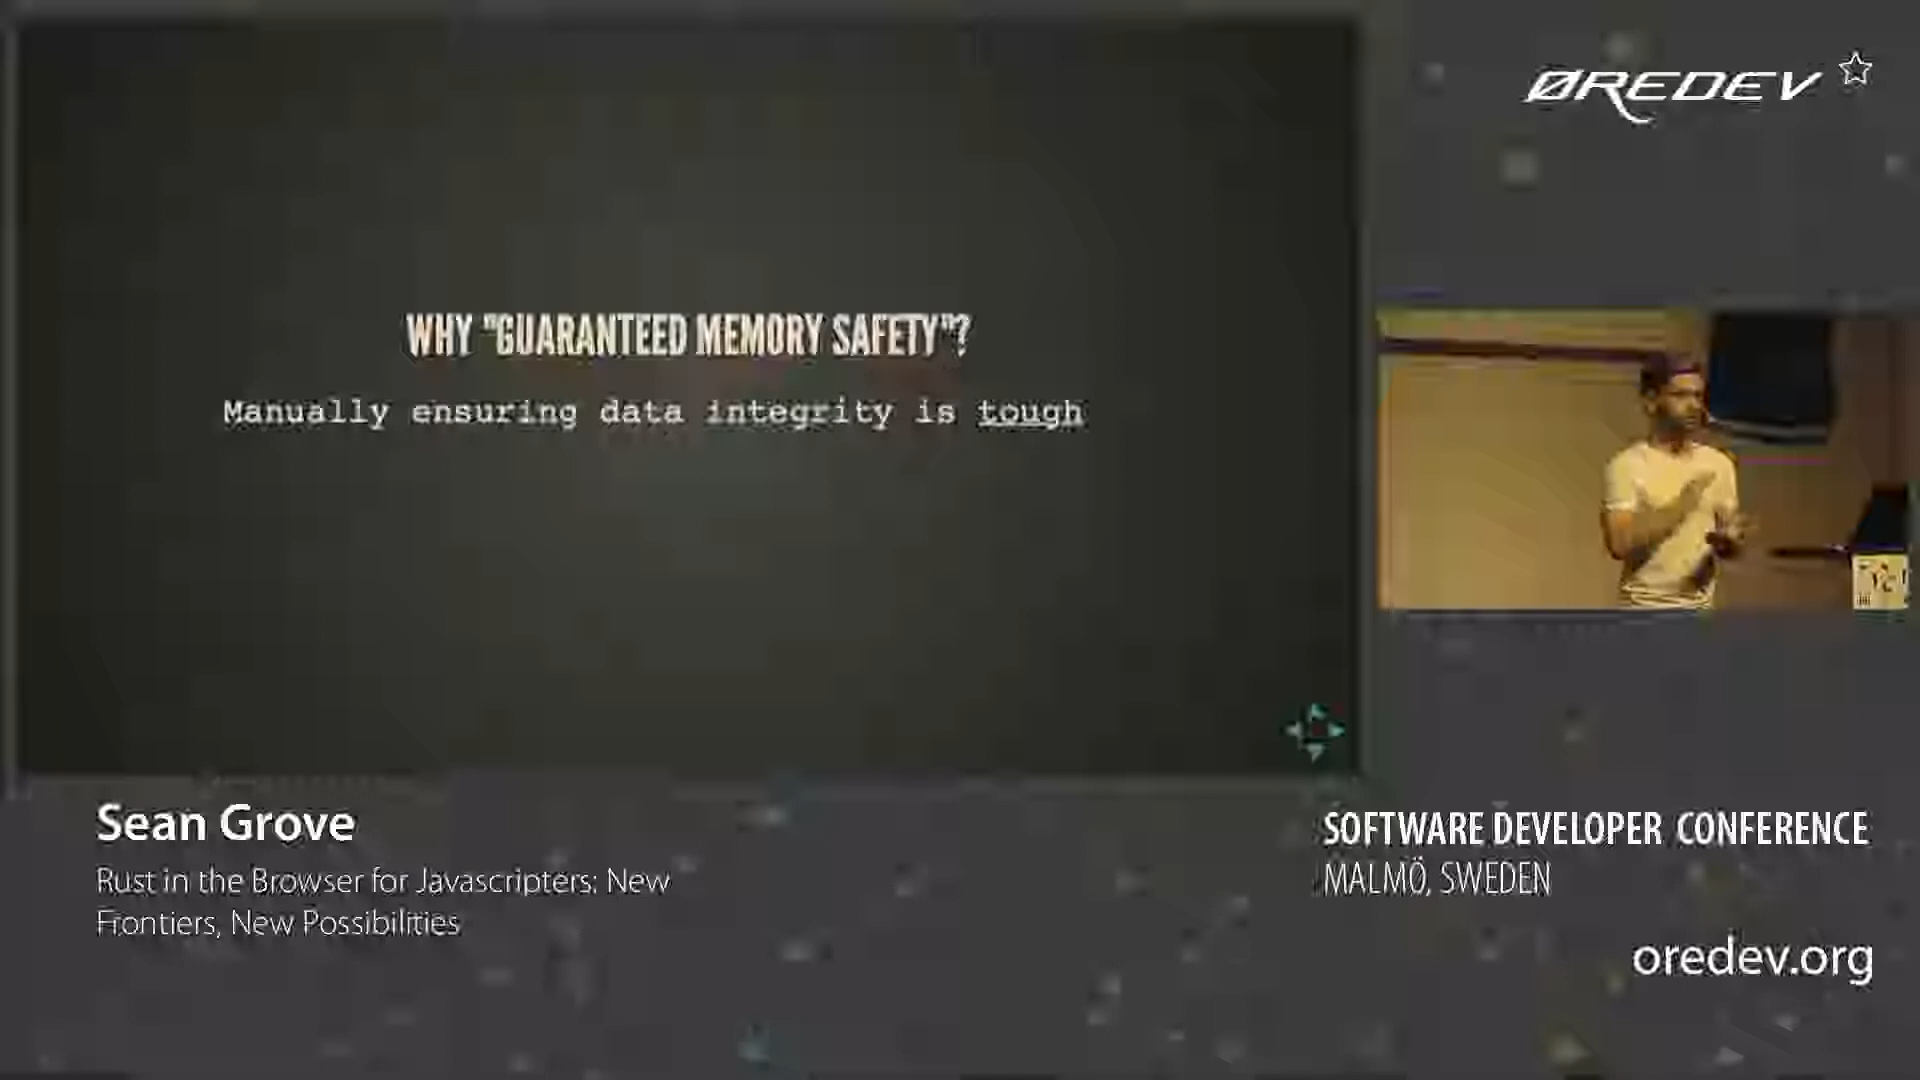 ØREDEV
WHY "GUARANTEED MEMORY SAFETY"?
Manually ensuring data integrity is tough
Sean Grove
Rust in the Browser for Javascripters: New
Frontiers, New Possibilities
SOFTWARE DEVELOPER CONFERENCE
MALMÖ, SWEDEN
oredev.org